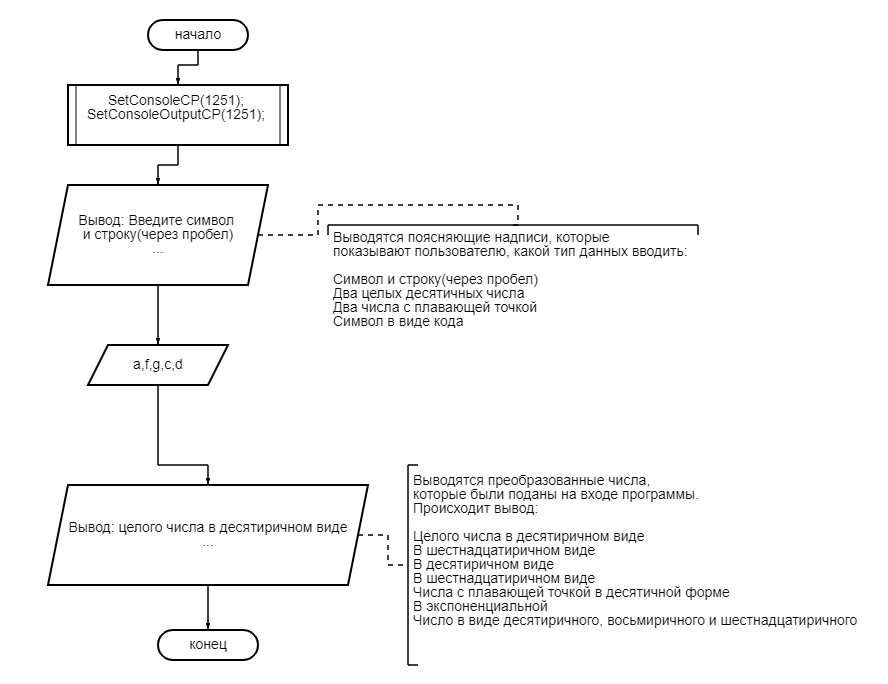 начало
SetConsoleCP(1251);
SetConsoleOutputCP(1251);
Вывод: Введите символ
и строку(через пробел)
...
Выводятся поясняющие надписи, которые
показывают пользователю, какой тип данных вводить:
Символ и строку(через пробел)
Два целых десятичных числа
Два числа с плавающей точкой
Символ в виде кода
a,f,g,c,d
Вывод: целого числа в десятиричном виде
...
Выводятся преобразованные числа,
которые были поданы на входе программы.
Происходит вывод:
Целого числа в десятиричном виде
В шестнадцатиричном виде
В десятиричном виде
В шестнадцатиричном виде
Числа с плавающей точкой в десятичной форме
В экспоненциальной
Число в виде десятиричного, восьмиричного и шестнадцатиричного
конец